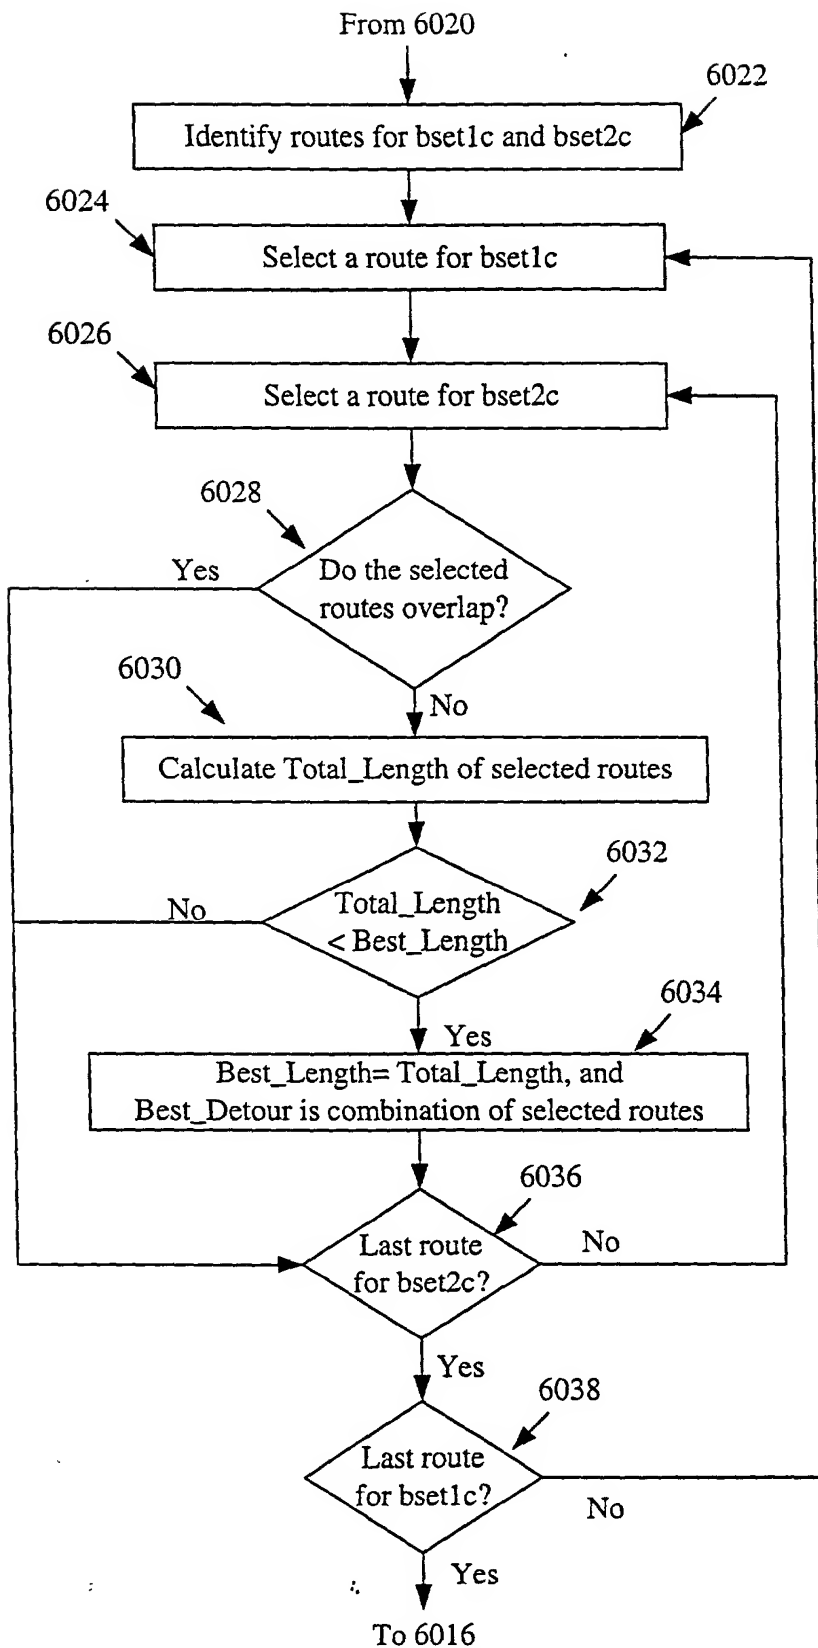 From 6020
6022
Identify routes for bset1c and bset2c
6024
Select a route for bset1c
6026
Select a route for bset2c
6028
Yes
Do the selected
routes overlap?
6030
No
Calculate Total_Length of selected routes
6032
No
Total_Length
< Best_Length
6034
Yes
Best_Length= Total_Length, and
Best_Detour is combination of selected routes
6036
Last route
for bset2c?
No
Yes
6038
Last route
for bset1c?
No
Yes
To 6016